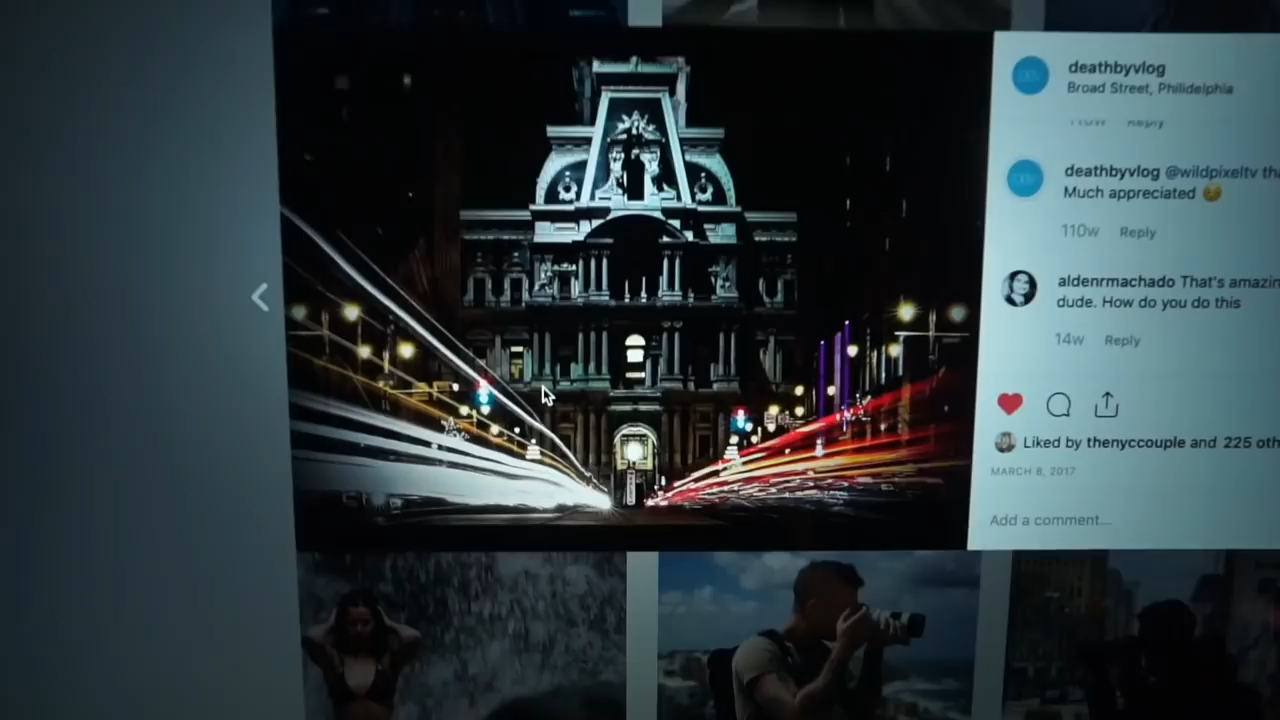 deathbyvlog
Broad Street, Philidelphia
110w Reply
deathbyvlog @wildpixeltv tha
Much appreciated
110w Reply
aldenrmachado That's amazin
dude. How do you do this
14w Reply
Liked by thenyccouple and 225 oth
MARCH 8, 2017
Add a comment...